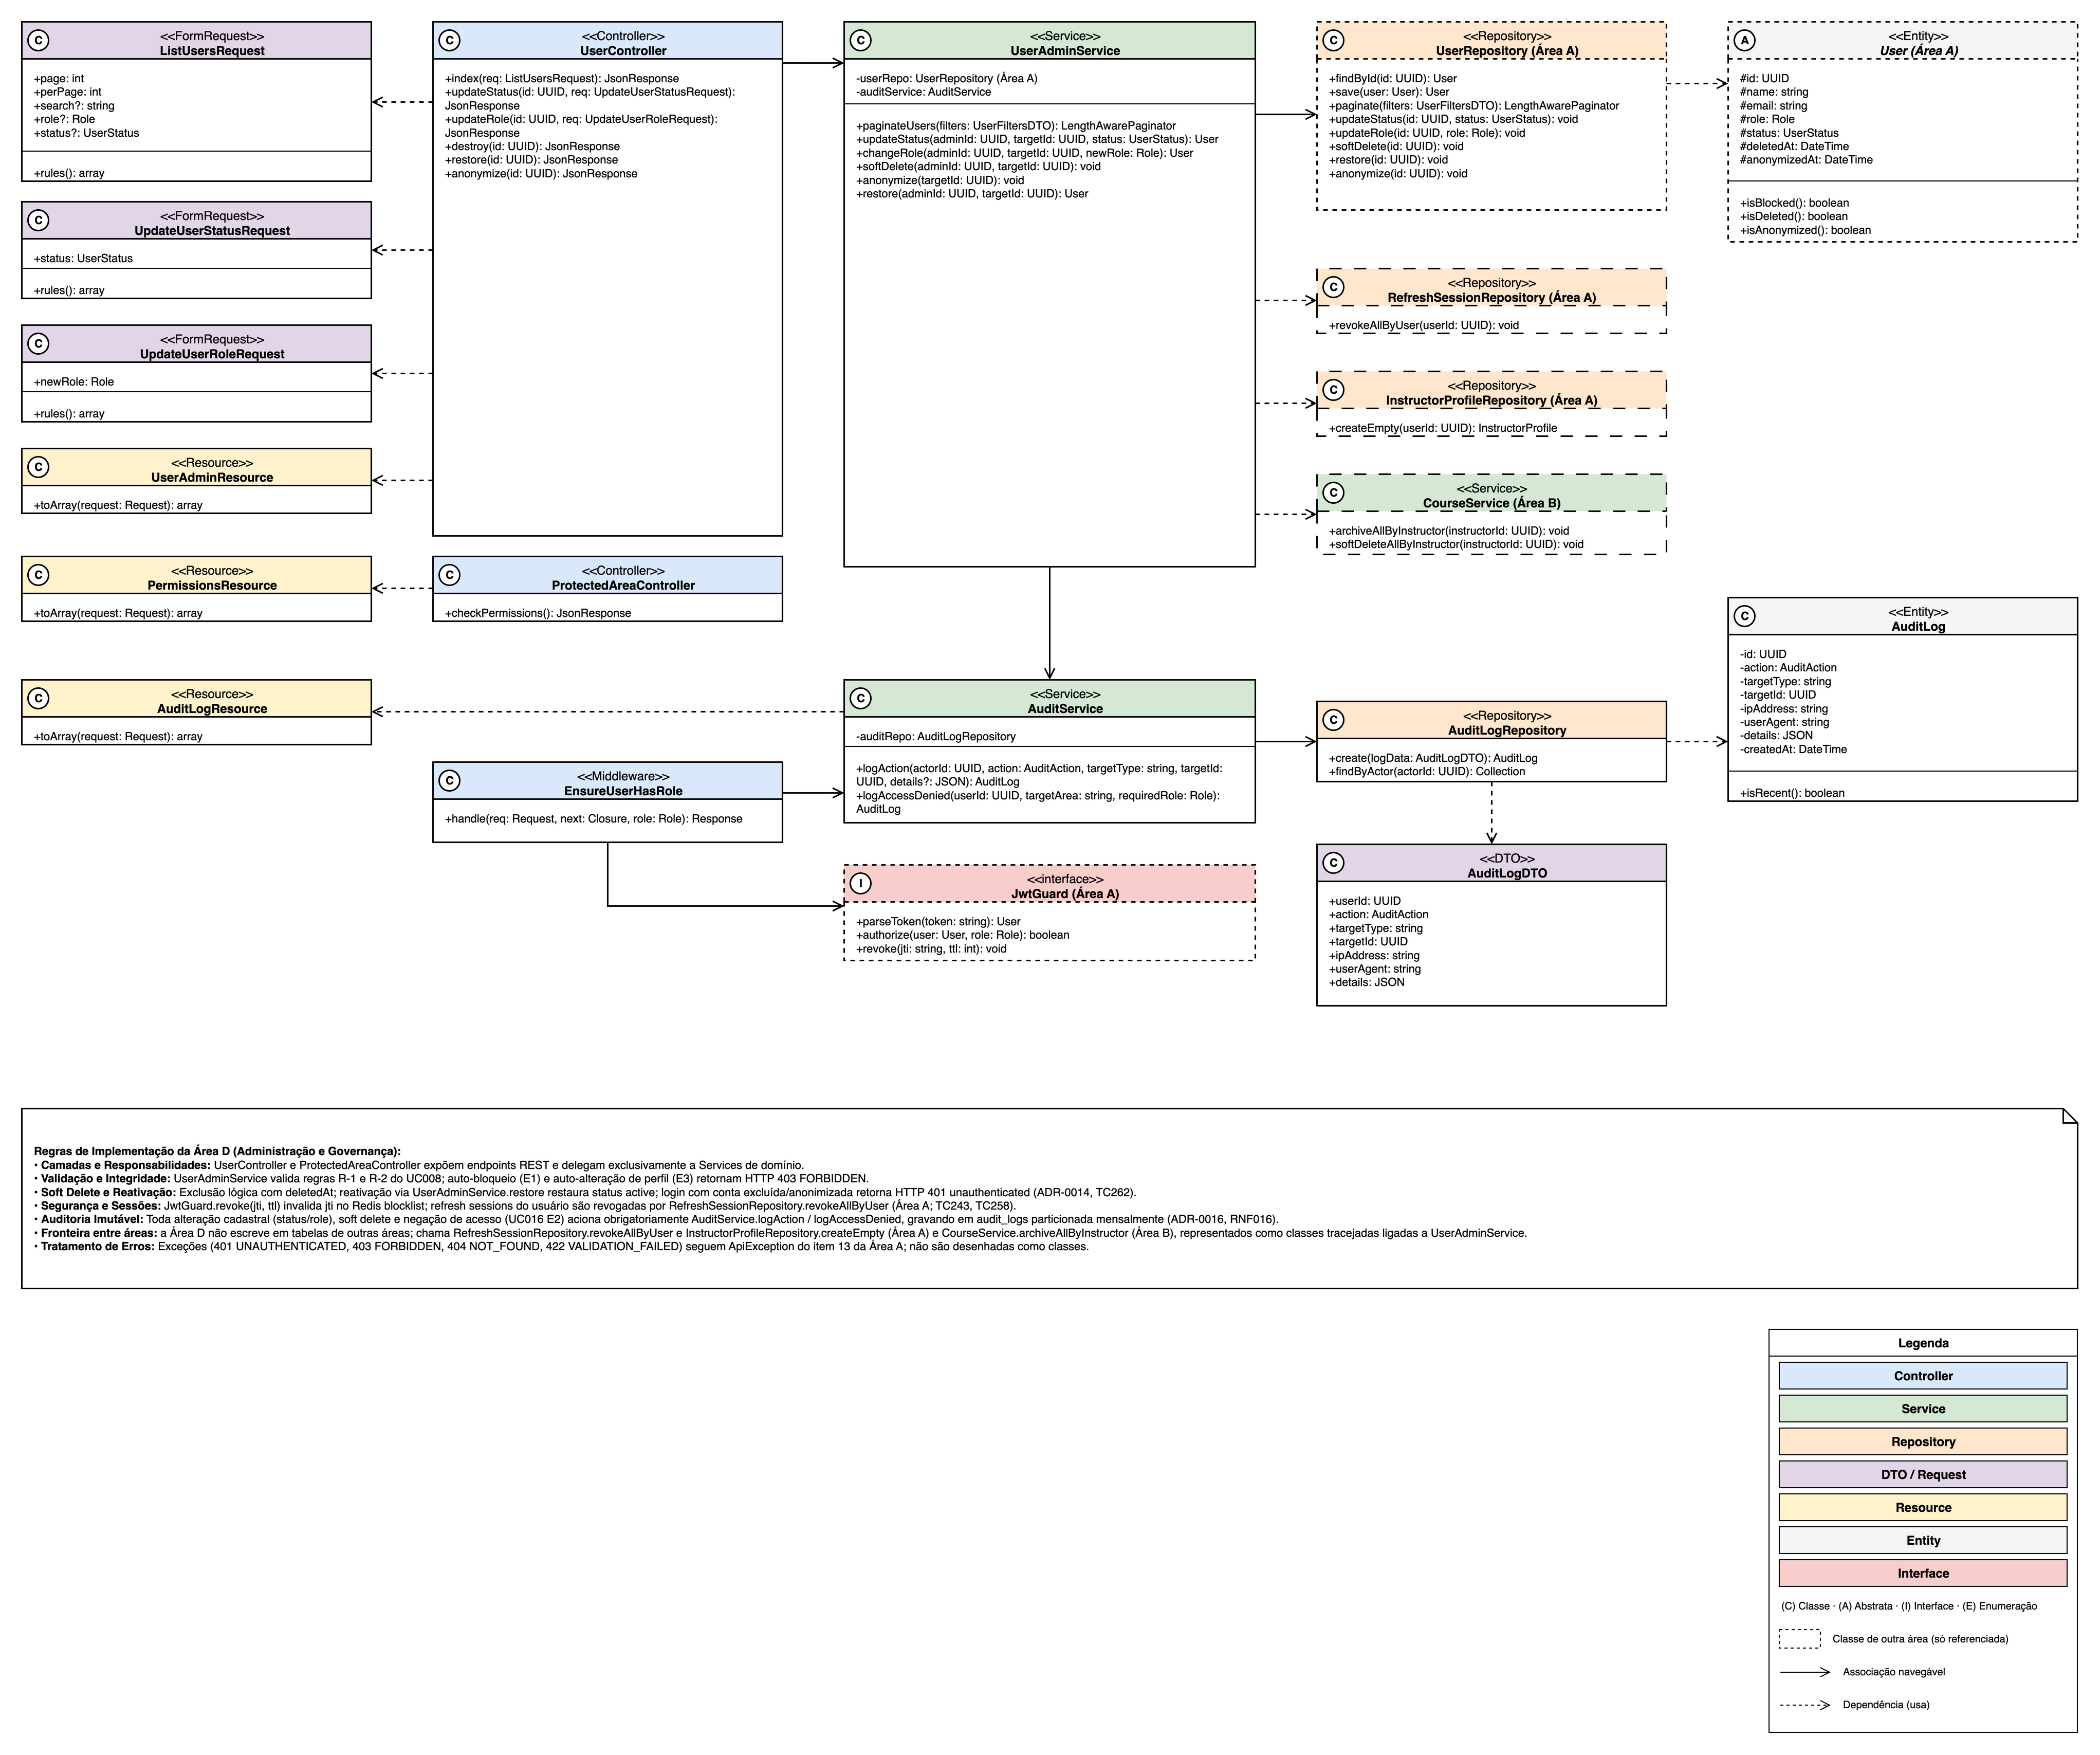 C
<<FormRequest>>
ListUsersRequest
+page: int
+perPage: int
+search?: string
+role?: Role
+status?: UserStatus
+rules(): array
C
<<FormRequest>>
UpdateUserStatusRequest
+status: UserStatus
+rules(): array
C
<<FormRequest>>
UpdateUserRoleRequest
+newRole: Role
+rules(): array
C
<<Resource>>
UserAdminResource
+toArray(request: Request): array
C
<<Resource>>
PermissionsResource
+toArray(request: Request): array
C
<<Resource>>
AuditLogResource
+toArray(request: Request): array
C
<<Controller>>
UserController
+index(req: ListUsersRequest): JsonResponse
+updateStatus(id: UUID, req: UpdateUserStatusRequest):
JsonResponse
+updateRole(id: UUID, req: UpdateUserRoleRequest):
JsonResponse
+destroy(id: UUID): JsonResponse
+restore(id: UUID): JsonResponse
+anonymize(id: UUID): JsonResponse
C
<<Controller>>
ProtectedAreaController
+checkPermissions(): JsonResponse
C
<<Middleware>>
EnsureUserHasRole
+handle(req: Request, next: Closure, role: Role): Response
C
<<Service>>
UserAdminService
-userRepo: UserRepository (Área A)
-auditService: AuditService
+paginateUsers(filters: UserFiltersDTO): LengthAwarePaginator
+updateStatus(adminId: UUID, targetId: UUID, status: UserStatus): User
+changeRole(adminId: UUID, targetId: UUID, newRole: Role): User
+softDelete(adminId: UUID, targetId: UUID): void
+anonymize(targetId: UUID): void
+restore(adminId: UUID, targetId: UUID): User
C
<<Service>>
AuditService
-auditRepo: AuditLogRepository
+logAction(actorId: UUID, action: AuditAction, targetType: string, targetId:
UUID, details?: JSON): AuditLog
+logAccessDenied(userId: UUID, targetArea: string, requiredRole: Role):
AuditLog
I
<<interface>>
JwtGuard (Área A)
+parseToken(token: string): User
+authorize(user: User, role: Role): boolean
+revoke(jti: string, ttl: int): void
C
<<Repository>>
UserRepository (Área A)
+findById(id: UUID): User
+save(user: User): User
+paginate(filters: UserFiltersDTO): LengthAwarePaginator
+updateStatus(id: UUID, status: UserStatus): void
+updateRole(id: UUID, role: Role): void
+softDelete(id: UUID): void
+restore(id: UUID): void
+anonymize(id: UUID): void
C
<<Repository>>
RefreshSessionRepository (Área A)
+revokeAllByUser(userId: UUID): void
C
<<Repository>>
InstructorProfileRepository (Área A)
+createEmpty(userId: UUID): InstructorProfile
C
<<Service>>
CourseService (Área B)
+archiveAllByInstructor(instructorId: UUID): void
+softDeleteAllByInstructor(instructorId: UUID): void
C
<<Repository>>
AuditLogRepository
+create(logData: AuditLogDTO): AuditLog
+findByActor(actorId: UUID): Collection
C
<<DTO>>
AuditLogDTO
+userId: UUID
+action: AuditAction
+targetType: string
+targetId: UUID
+ipAddress: string
+userAgent: string
+details: JSON
A
<<Entity>>
User (Área A)
#id: UUID
#name: string
#email: string
#role: Role
#status: UserStatus
#deletedAt: DateTime
#anonymizedAt: DateTime
+isBlocked(): boolean
+isDeleted(): boolean
+isAnonymized(): boolean
C
<<Entity>>
AuditLog
-id: UUID
-action: AuditAction
-targetType: string
-targetId: UUID
-ipAddress: string
-userAgent: string
-details: JSON
-createdAt: DateTime
+isRecent(): boolean
Regras de Implementação da Área D (Administração e Governança):
• Camadas e Responsabilidades: UserController e ProtectedAreaController expõem endpoints REST e delegam exclusivamente a Services de domínio.
• Validação e Integridade: UserAdminService valida regras R-1 e R-2 do UC008; auto-bloqueio (E1) e auto-alteração de perfil (E3) retornam HTTP 403 FORBIDDEN.
• Soft Delete e Reativação: Exclusão lógica com deletedAt; reativação via UserAdminService.restore restaura status active; login com conta excluída/anonimizada retorna HTTP 401 unauthenticated (ADR-0014, TC262).
• Segurança e Sessões: JwtGuard.revoke(jti, ttl) invalida jti no Redis blocklist; refresh sessions do usuário são revogadas por RefreshSessionRepository.revokeAllByUser (Área A; TC243, TC258).
• Auditoria Imutável: Toda alteração cadastral (status/role), soft delete e negação de acesso (UC016 E2) aciona obrigatoriamente AuditService.logAction / logAccessDenied, gravando em audit_logs particionada mensalmente (ADR-0016, RNF016).
• Fronteira entre áreas: a Área D não escreve em tabelas de outras áreas; chama RefreshSessionRepository.revokeAllByUser e InstructorProfileRepository.createEmpty (Área A) e CourseService.archiveAllByInstructor (Área B), representados como classes tracejadas ligadas a UserAdminService.
• Tratamento de Erros: Exceções (401 UNAUTHENTICATED, 403 FORBIDDEN, 404 NOT_FOUND, 422 VALIDATION_FAILED) seguem ApiException do item 13 da Área A; não são desenhadas como classes.
Legenda
Controller
Service
Repository
DTO / Request
Resource
Entity
Interface
(C) Classe · (A) Abstrata · (I) Interface · (E) Enumeração
Classe de outra área (só referenciada)
Associação navegável
Dependência (usa)